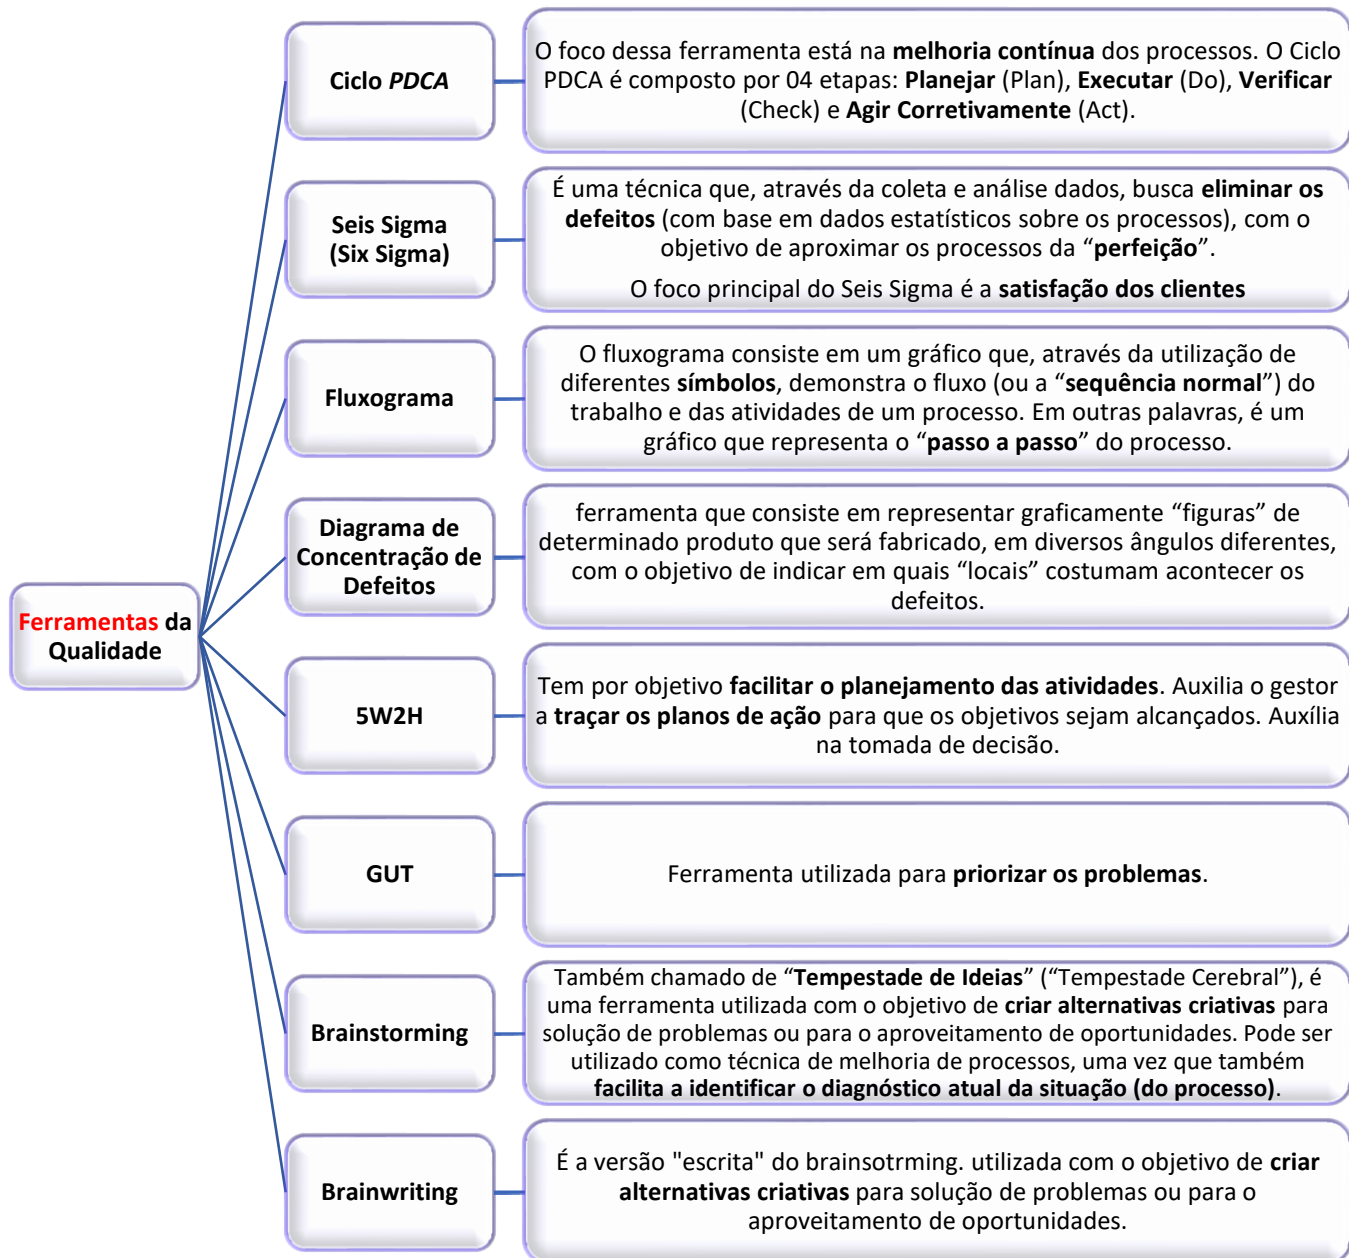 Ferramentas da
Qualidade
Ciclo PDCA
O foco dessa ferramenta está na melhoria contínua dos processos. O Ciclo
PDCA é composto por 04 etapas: Planejar (Plan), Executar (Do), Verificar
(Check) e Agir Corretivamente (Act).
Seis Sigma
(Six Sigma)
É uma técnica que, através da coleta e análise dados, busca eliminar os
defeitos (com base em dados estatísticos sobre os processos), com o
objetivo de aproximar os processos da “perfeição”.
O foco principal do Seis Sigma é a satisfação dos clientes
Fluxograma
O fluxograma consiste em um gráfico que, através da utilização de
diferentes símbolos, demonstra o fluxo (ou a “sequência normal”) do
trabalho e das atividades de um processo. Em outras palavras, é um
gráfico que representa o “passo a passo” do processo.
Diagrama de
Concentração de
Defeitos
ferramenta que consiste em representar graficamente “figuras” de
determinado produto que será fabricado, em diversos ângulos diferentes,
com o objetivo de indicar em quais “locais” costumam acontecer os
defeitos.
5W2H
Tem por objetivo facilitar o planejamento das atividades. Auxilia o gestor
a traçar os planos de ação para que os objetivos sejam alcançados. Auxília
na tomada de decisão.
GUT
Ferramenta utilizada para priorizar os problemas.
Brainstorming
Também chamado de “Tempestade de Ideias” (“Tempestade Cerebral”), é
uma ferramenta utilizada com o objetivo de criar alternativas criativas para
solução de problemas ou para o aproveitamento de oportunidades. Pode ser
utilizado como técnica de melhoria de processos, uma vez que também
facilita a identificar o diagnóstico atual da situação (do processo).
Brainwriting
É a versão "escrita" do brainsotrming. utilizada com o objetivo de criar
alternativas criativas para solução de problemas ou para o
aproveitamento de oportunidades.